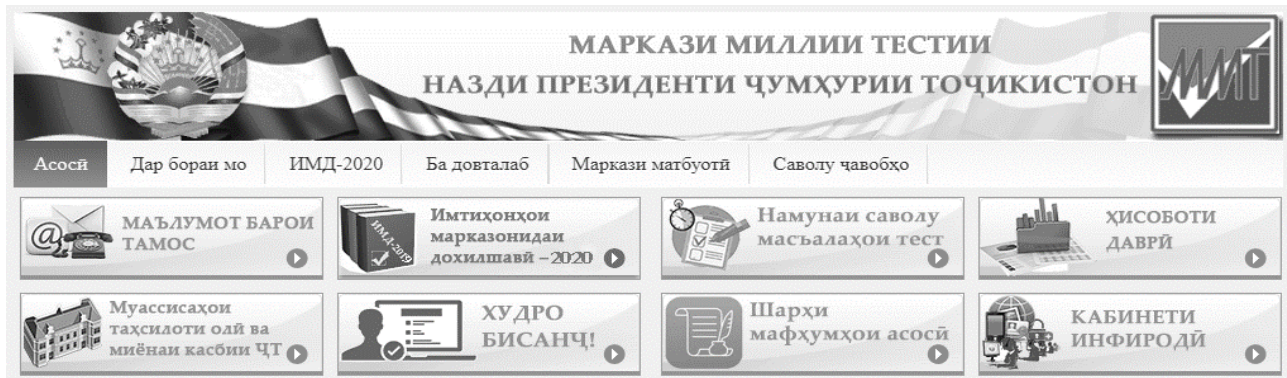 МАРКАЗИ МИЛЛИИ ТЕСТИИ
НАЗДИ ПРЕЗИДЕНТИ ҶУМҲУРИИ ТОҶИКИСТОН
ММТ
Асосӣ
Дар бораи мо
ИМД-2020
Ба довталаб
Маркази матбуотӣ
Саволу ҷавобҳо
МАЪЛУМОТ БАРОИ
ТАМОС
ИМД-2019
Имтиҳонҳои
марказонидаи
дохилшавӣ – 2020
Намунаи саволу
масъалаҳои тест
ҲИСОБОТИ
ДАВРӢ
Муассисаҳои
таҳсилоти олӣ ва
миёнаи касбии ҶТ
ХУДРО
БИСАНҶ!
Шарҳи
мафҳумҳои асосӣ
КАБИНЕТИ
ИНФИРОДӢ